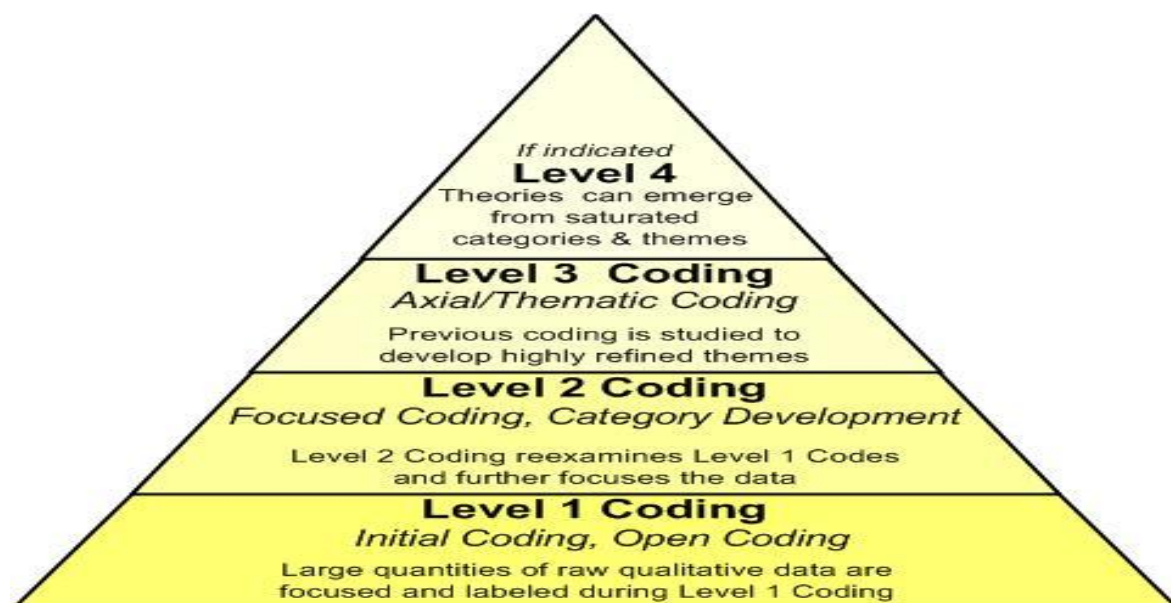 If indicated
Level 4
Theories can emerge
from saturated
categories & themes
Level 3 Coding
Axial/Thematic Coding
Previous coding is studied to
develop highly refined themes
Level 2 Coding
Focused Coding, Category Development
Level 2 Coding reexamines Level 1 Codes
and further focuses the data
Level 1 Coding
Initial Coding, Open Coding
Large quantities of raw qualitative data are
focused and labeled during Level 1 Coding